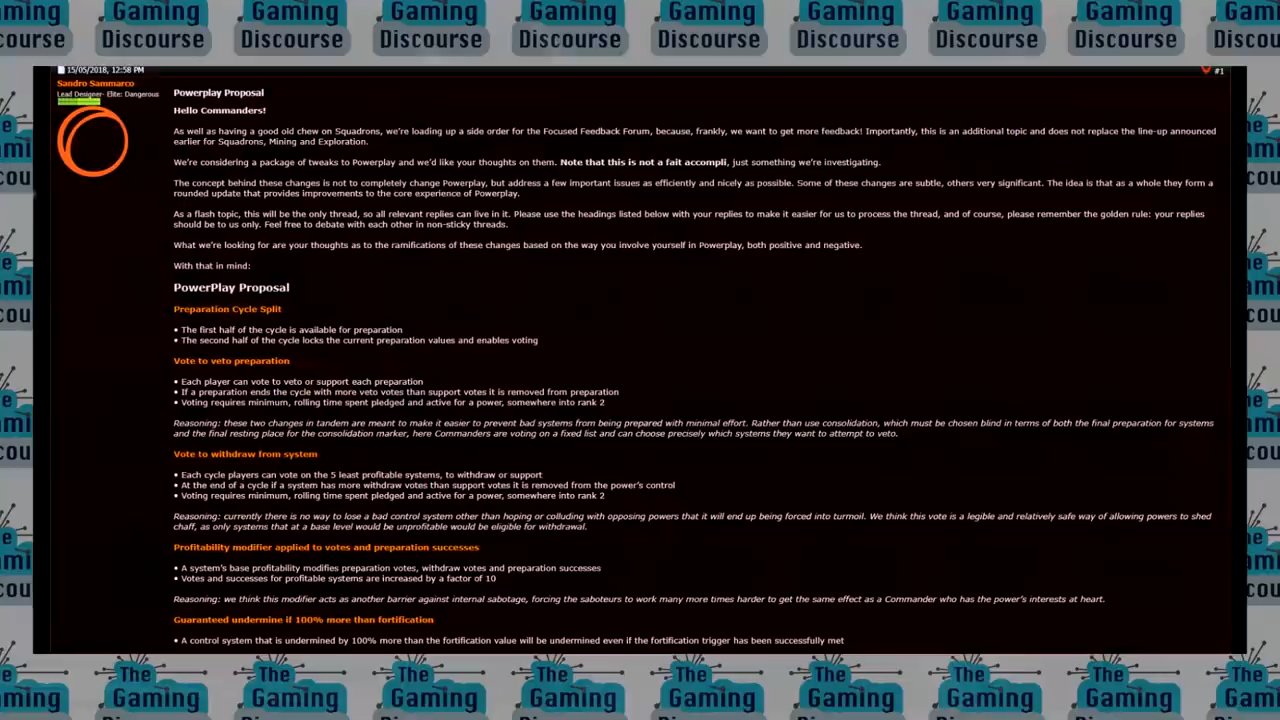 The Gaming Discourse
15/05/2018, 12:58 PM
#1
Sandro Sammarco
Lead Designer- Elite: Dangerous
Powerplay Proposal
Hello Commanders!
As well as having a good old chew on Squadrons, we're loading up a side order for the Focused Feedback Forum, because, frankly, we want to get more feedback! Importantly, this is an additional topic and does not replace the line-up announced
earlier for Squadrons, Mining and Exploration.
We're considering a package of tweaks to Powerplay and we'd like your thoughts on them. Note that this is not a fait accompli, just something we're investigating.
The concept behind these changes is not to completely change Powerplay, but address a few important issues as efficiently and nicely as possible. Some of these changes are subtle, others very significant. The idea is that as a whole they form a
rounded update that provides improvements to the core experience of Powerplay.
As a flash topic, this will be the only thread, so all relevant replies can live in it. Please use the headings listed below with your replies to make it easier for us to process the thread, and of course, please remember the golden rule: your replies
should be to us only. Feel free to debate with each other in non-sticky threads.
What we're looking for are your thoughts as to the ramifications of these changes based on the way you involve yourself in Powerplay, both positive and negative.
With that in mind:
PowerPlay Proposal
Preparation Cycle Split
• The first half of the cycle is available for preparation
• The second half of the cycle locks the current preparation values and enables voting
Vote to veto preparation
• Each player can vote to veto or support each preparation
• If a preparation ends the cycle with more veto votes than support votes it is removed from preparation
• Voting requires minimum, rolling time spent pledged and active for a power, somewhere into rank 2
Reasoning: these two changes in tandem are meant to make it easier to prevent bad systems from being prepared with minimal effort. Rather than use consolidation, which must be chosen blind in terms of both the final preparation for systems
and the final resting place for the consolidation marker, here Commanders are voting on a fixed list and can choose precisely which systems they want to attempt to veto.
Vote to withdraw from system
• Each cycle players can vote on the 5 least profitable systems, to withdraw or support
• At the end of a cycle if a system has more withdraw votes than support votes it is removed from the power's control
• Voting requires minimum, rolling time spent pledged and active for a power, somewhere into rank 2
Reasoning: currently there is no way to lose a bad control system other than hoping or colluding with opposing powers that it will end up being forced into turmoil. We think this vote is a legible and relatively safe way of allowing powers to shed
chaff, as only systems that at a base level would be unprofitable would be eligible for withdrawal.
Profitability modifier applied to votes and preparation successes
• A system's base profitability modifies preparation votes, withdraw votes and preparation successes
• Votes and successes for profitable systems are increased by a factor of 10
Reasoning: we think this modifier acts as another barrier against internal sabotage, forcing the saboteurs to work many more times harder to get the same effect as a Commander who has the power's interests at heart.
Guaranteed undermine if 100% more than fortification
• A control system that is undermined by 100% more than the fortification value will be undermined even if the fortification trigger has been successfully met